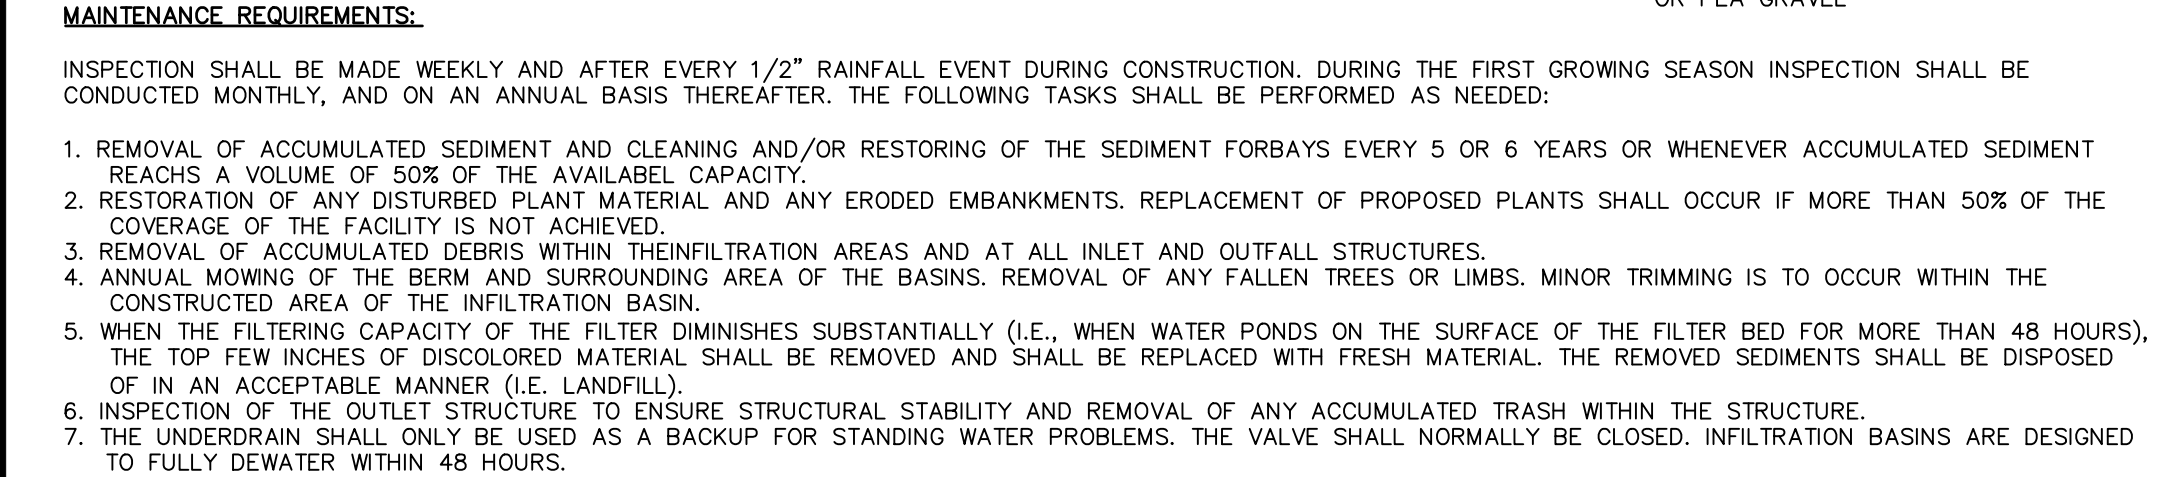 OR PEA GRAVEL
MAINTENANCE REQUIREMENTS:
INSPECTION SHALL BE MADE WEEKLY AND AFTER EVERY 1/2" RAINFALL EVENT DURING CONSTRUCTION. DURING THE FIRST GROWING SEASON INSPECTION SHALL BE
CONDUCTED MONTHLY, AND ON AN ANNUAL BASIS THEREAFTER. THE FOLLOWING TASKS SHALL BE PERFORMED AS NEEDED:
1. REMOVAL OF ACCUMULATED SEDIMENT AND CLEANING AND/OR RESTORING OF THE SEDIMENT FORBAYS EVERY 5 OR 6 YEARS OR WHENEVER ACCUMULATED SEDIMENT
REACHS A VOLUME OF 50% OF THE AVAILABEL CAPACITY.
2. RESTORATION OF ANY DISTURBED PLANT MATERIAL AND ANY ERODED EMBANKMENTS. REPLACEMENT OF PROPOSED PLANTS SHALL OCCUR IF MORE THAN 50% OF THE
COVERAGE OF THE FACILITY IS NOT ACHIEVED.
3. REMOVAL OF ACCUMULATED DEBRIS WITHIN THEINFILTRATION AREAS AND AT ALL INLET AND OUTFALL STRUCTURES.
4. ANNUAL MOWING OF THE BERM AND SURROUNDING AREA OF THE BASINS. REMOVAL OF ANY FALLEN TREES OR LIMBS. MINOR TRIMMING IS TO OCCUR WITHIN THE
CONSTRUCTED AREA OF THE INFILTRATION BASIN.
5. WHEN THE FILTERING CAPACITY OF THE FILTER DIMINISHES SUBSTANTIALLY (I.E., WHEN WATER PONDS ON THE SURFACE OF THE FILTER BED FOR MORE THAN 48 HOURS),
THE TOP FEW INCHES OF DISCOLORED MATERIAL SHALL BE REMOVED AND SHALL BE REPLACED WITH FRESH MATERIAL. THE REMOVED SEDIMENTS SHALL BE DISPOSED
OF IN AN ACCEPTABLE MANNER (I.E. LANDFILL).
6. INSPECTION OF THE OUTLET STRUCTURE TO ENSURE STRUCTURAL STABILITY AND REMOVAL OF ANY ACCUMULATED TRASH WITHIN THE STRUCTURE.
7. THE UNDERDRAIN SHALL ONLY BE USED AS A BACKUP FOR STANDING WATER PROBLEMS. THE VALVE SHALL NORMALLY BE CLOSED. INFILTRATION BASINS ARE DESIGNED
TO FULLY DEWATER WITHIN 48 HOURS.